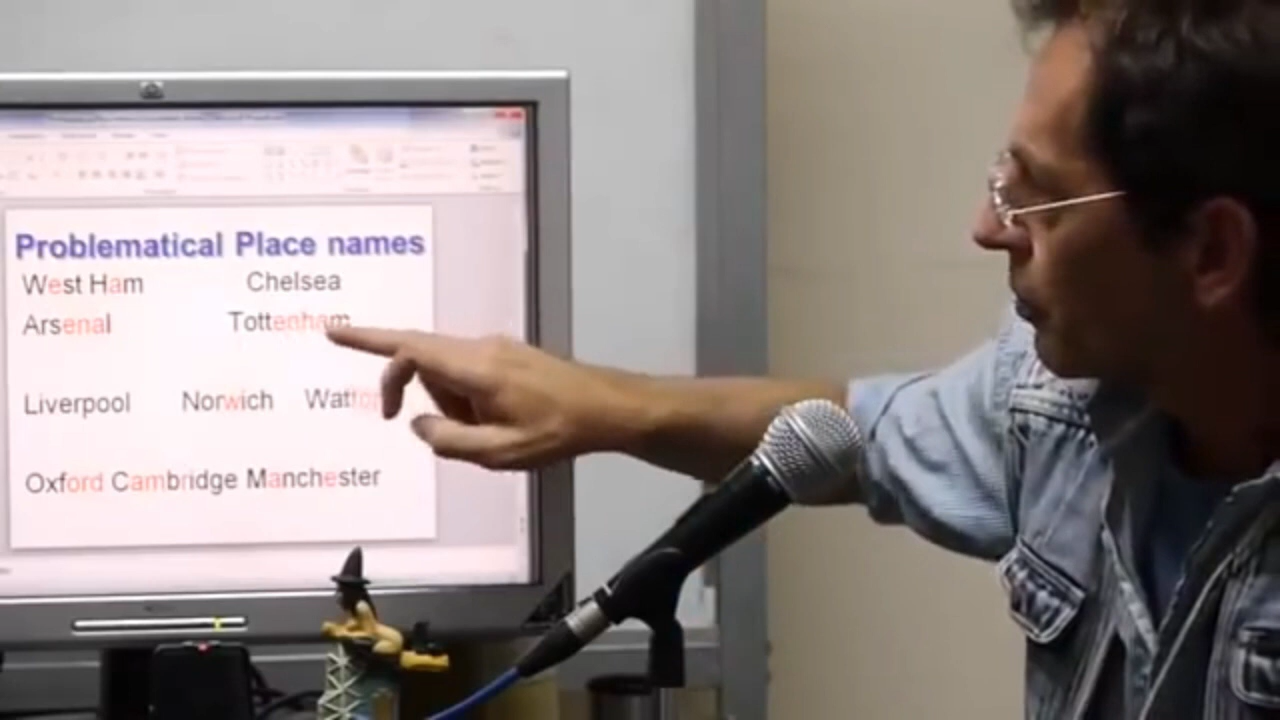 Problematical Place names
West Ham Chelsea
Arsenal Tottenham
Liverpool Norwich
Oxford Cambridge Manchester